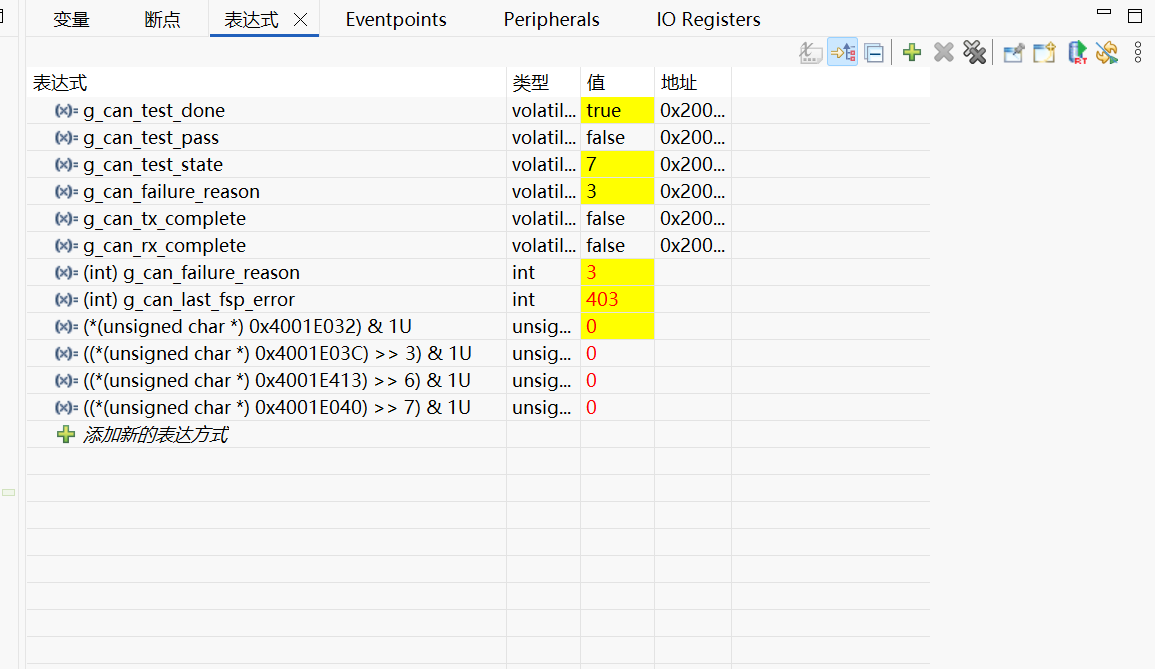 变量 断点 表达式 Eventpoints Peripherals IO Registers
表达式 类型 值 地址
(x)= g_can_test_done volatil... true 0x200...
(x)= g_can_test_pass volatil... false 0x200...
(x)= g_can_test_state volatil... 7 0x200...
(x)= g_can_failure_reason volatil... 3 0x200...
(x)= g_can_tx_complete volatil... false 0x200...
(x)= g_can_rx_complete volatil... false 0x200...
(x)= (int) g_can_failure_reason int 3
(x)= (int) g_can_last_fsp_error int 403
(x)= (*(unsigned char *) 0x4001E032) & 1U unsig... 0
(x)= ((*(unsigned char *) 0x4001E03C) >> 3) & 1U unsig... 0
(x)= ((*(unsigned char *) 0x4001E413) >> 6) & 1U unsig... 0
(x)= ((*(unsigned char *) 0x4001E040) >> 7) & 1U unsig... 0
添加新的表达方式